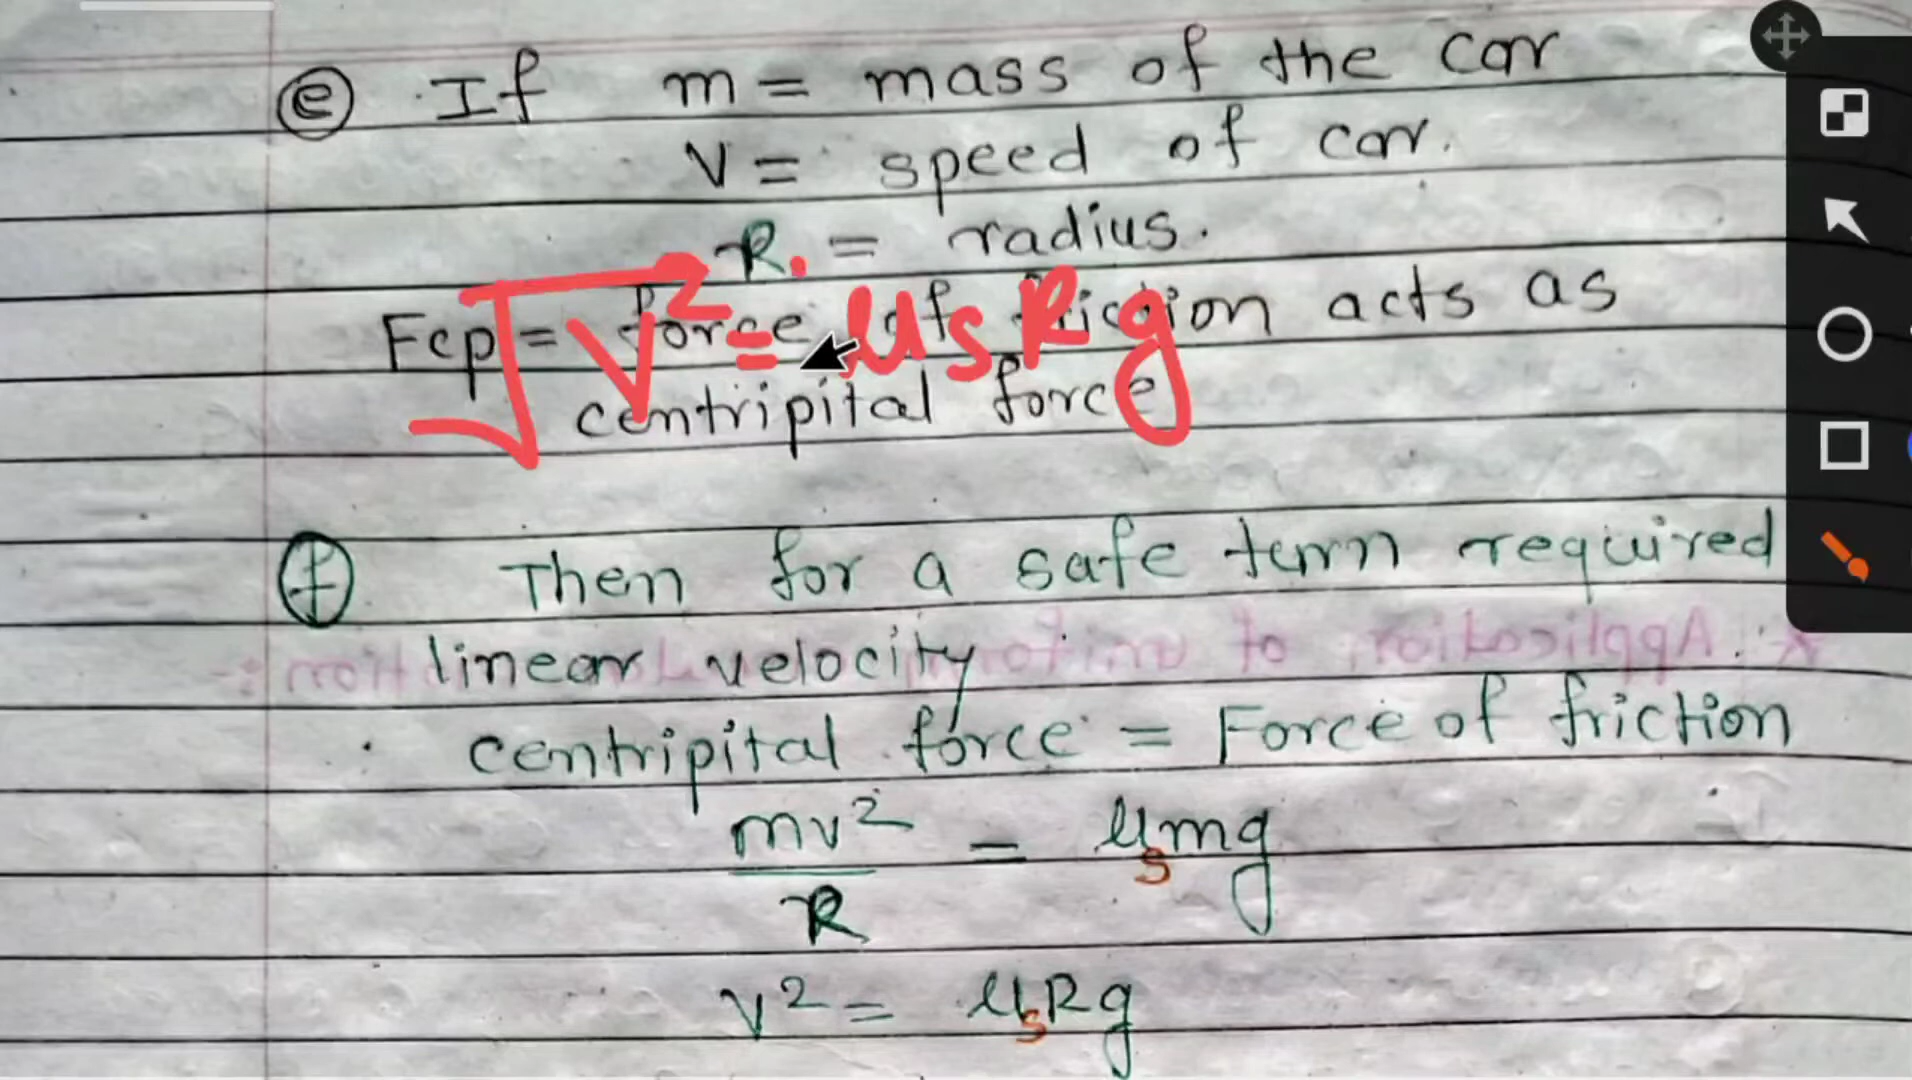 ⓔ If m = mass of the car
V = speed of car.
R. = radius.
Fcp = force of friction acts as
√V² = μsRg
centripital force
ⓕ Then for a safe turn required
linear velocity
centripital force = Force of friction
mv²/R = μsmg
v² = μsRg